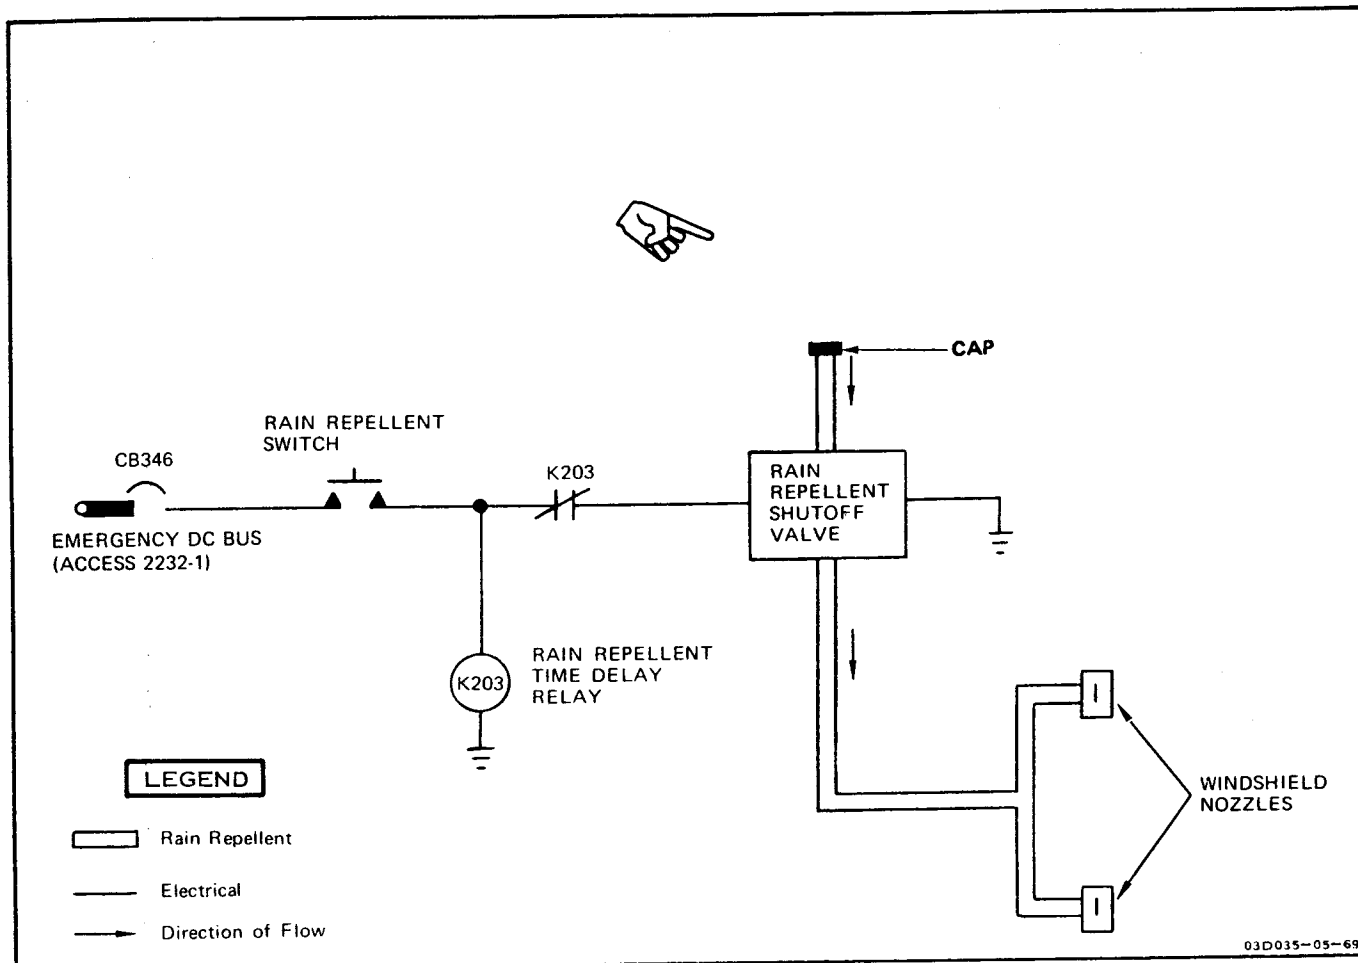 CAP
RAIN REPELLENT
SWITCH
CB346
K203
RAIN
REPELLENT
SHUTOFF
VALVE
EMERGENCY DC BUS
(ACCESS 2232-1)
K203
RAIN REPELLENT
TIME DELAY
RELAY
WINDSHIELD
NOZZLES
LEGEND
Rain Repellent
Electrical
Direction of Flow
03D035-05-69